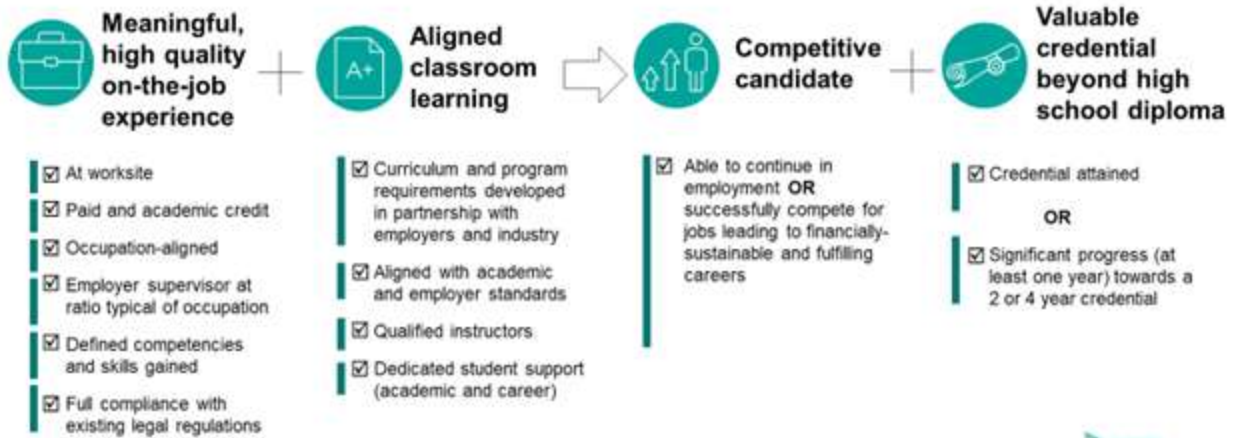 Meaningful,
high quality
on-the-job
experience
A+
Aligned
classroom
learning
Competitive
candidate
Valuable
credential
beyond high
school diploma
☑ At worksite
☑ Paid and academic credit
☑ Occupation-aligned
☑ Employer supervisor at
ratio typical of occupation
☑ Defined competencies
and skills gained
☑ Full compliance with
existing legal regulations
☑ Curriculum and program
requirements developed
in partnership with
employers and industry
☑ Aligned with academic
and employer standards
☑ Qualified instructors
☑ Dedicated student support
(academic and career)
☑ Able to continue in
employment OR
successfully compete for
jobs leading to financially-
sustainable and fulfilling
careers
☑ Credential attained
OR
☑ Significant progress (at
least one year) towards a
2 or 4 year credential